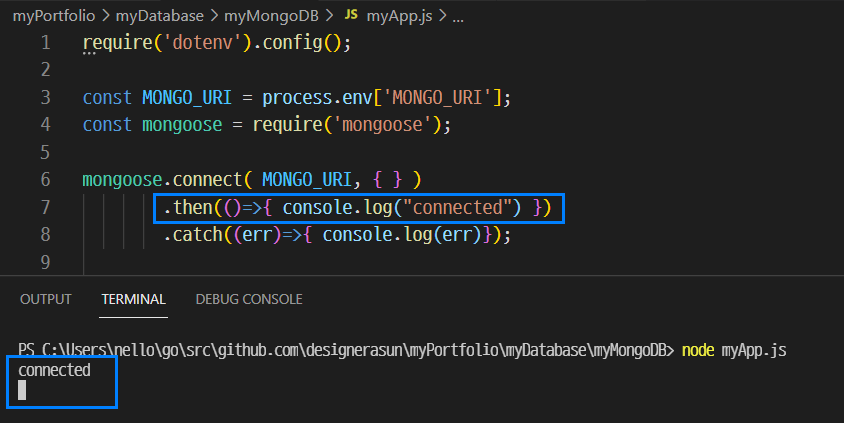 myPortfolio > myDatabase > myMongoDB > JS myApp.js > ...
1 require('dotenv').config();
2
3 const MONGO_URI = process.env['MONGO_URI'];
4 const mongoose = require('mongoose');
5
6 mongoose.connect( MONGO_URI, { } )
7 .then(()=>{ console.log("connected") })
8 .catch((err)=>{ console.log(err)});
9
OUTPUT TERMINAL DEBUG CONSOLE
PS C:\Users\nello\go\src\github.com\designerasun\myPortfolio\myDatabase\myMongoDB> node myApp.js
connected